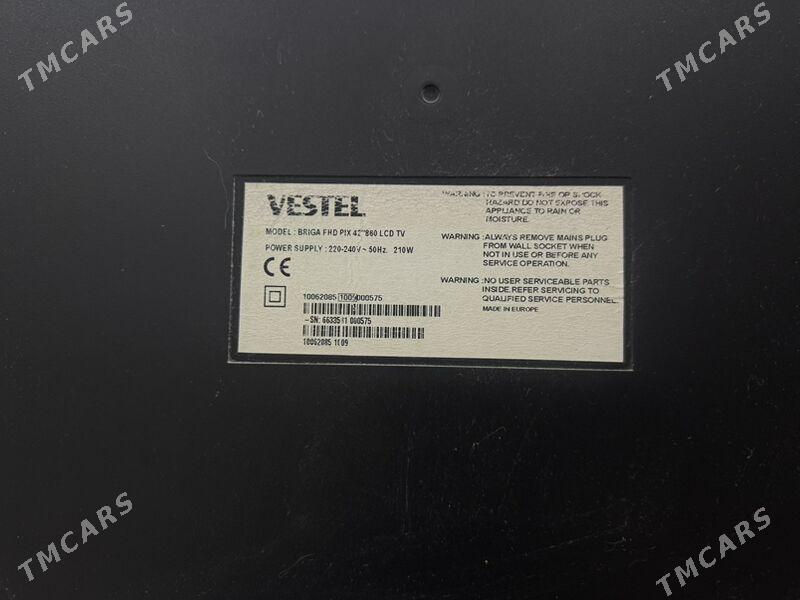 TMCARS
TMCARS
VESTEL
MODEL : BRIGA FHD PIX 42"860 LCD TV
POWER SUPPLY : 220-240V ~ 50Hz. 210W
CE
10062085 1009 000575
-SN: 6633511 000575
10062085 1009
WARNING :TO PREVENT FIRE OR SHOCK
HAZARD DO NOT EXPOSE THIS
APPLIANCE TO RAIN OR
MOISTURE.
WARNING :ALWAYS REMOVE MAINS PLUG
FROM WALL SOCKET WHEN
NOT IN USE OR BEFORE ANY
SERVICE OPERATION.
WARNING :NO USER SERVICEABLE PARTS
INSIDE.REFER SERVICING TO
QUALIFIED SERVICE PERSONNEL.
MADE IN EUROPE
TMCARS
TMCARS